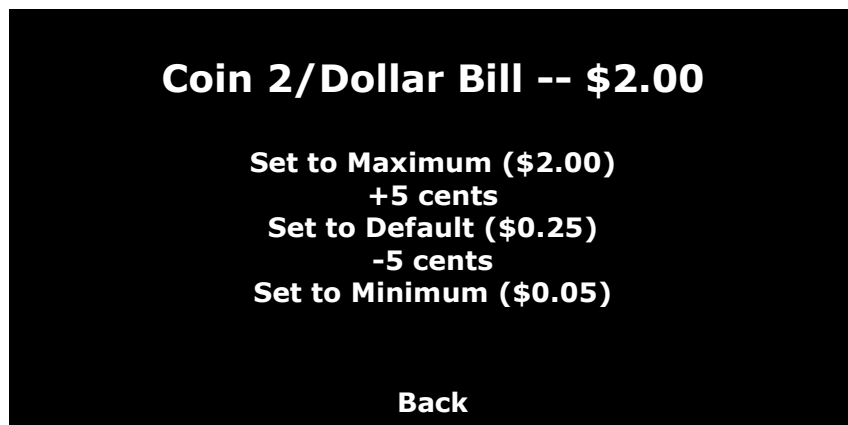 Coin 2/Dollar Bill -- $2.00
Set to Maximum ($2.00)
+5 cents
Set to Default ($0.25)
-5 cents
Set to Minimum ($0.05)
Back